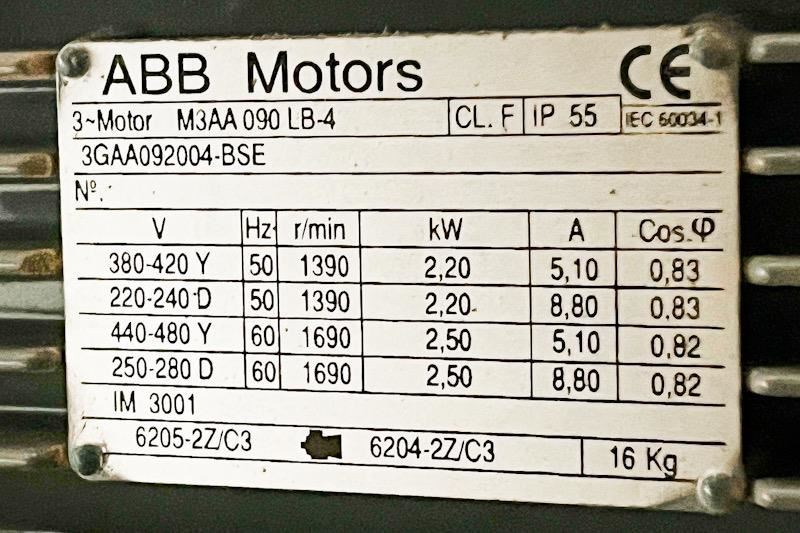 ABB Motors CE
3~Motor M3AA 090 LB-4 CL. F IP 55 IEC 60034-1
3GAA092004-BSE
Nº.
V Hz r/min kW A Cos φ
380-420 Y 50 1390 2,20 5,10 0,83
220-240 D 50 1390 2,20 8,80 0,83
440-480 Y 60 1690 2,50 5,10 0,82
250-280 D 60 1690 2,50 8,80 0,82
IM 3001
6205-2Z/C3 6204-2Z/C3 16 Kg